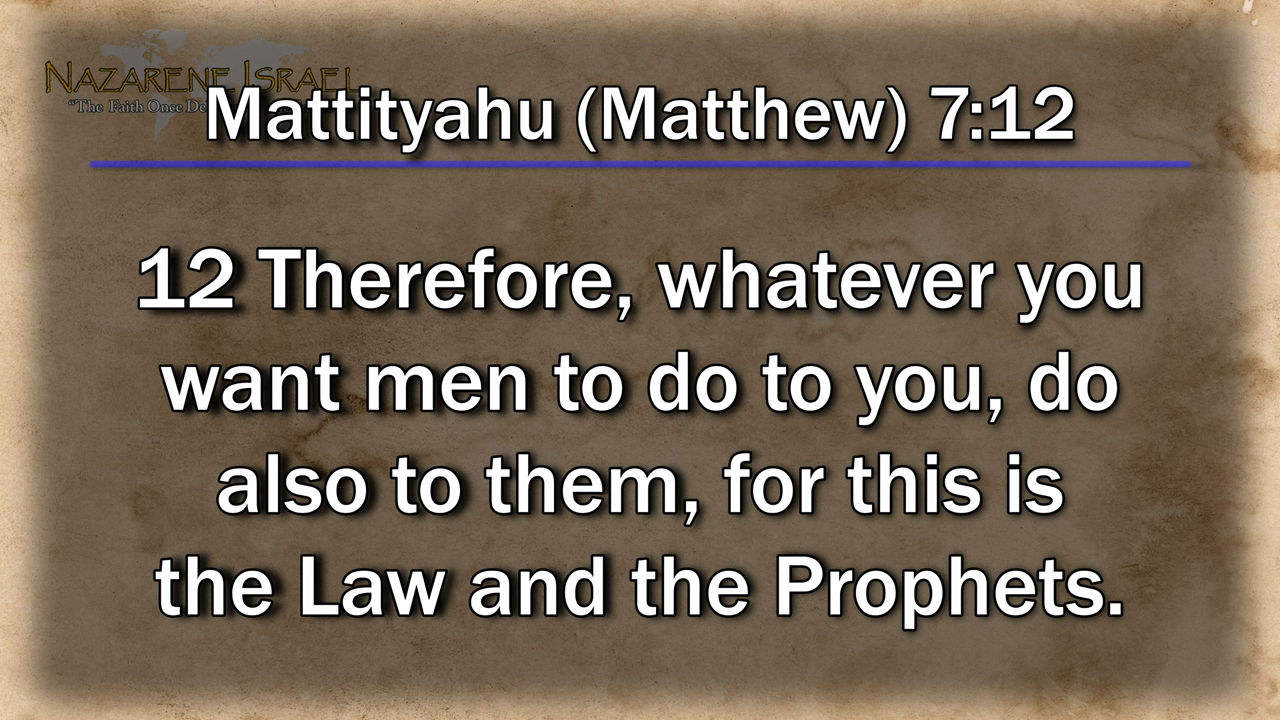 NAZARENE ISRAEL
"The Faith Once De
Mattityahu (Matthew) 7:12
12 Therefore, whatever you
want men to do to you, do
also to them, for this is
the Law and the Prophets.